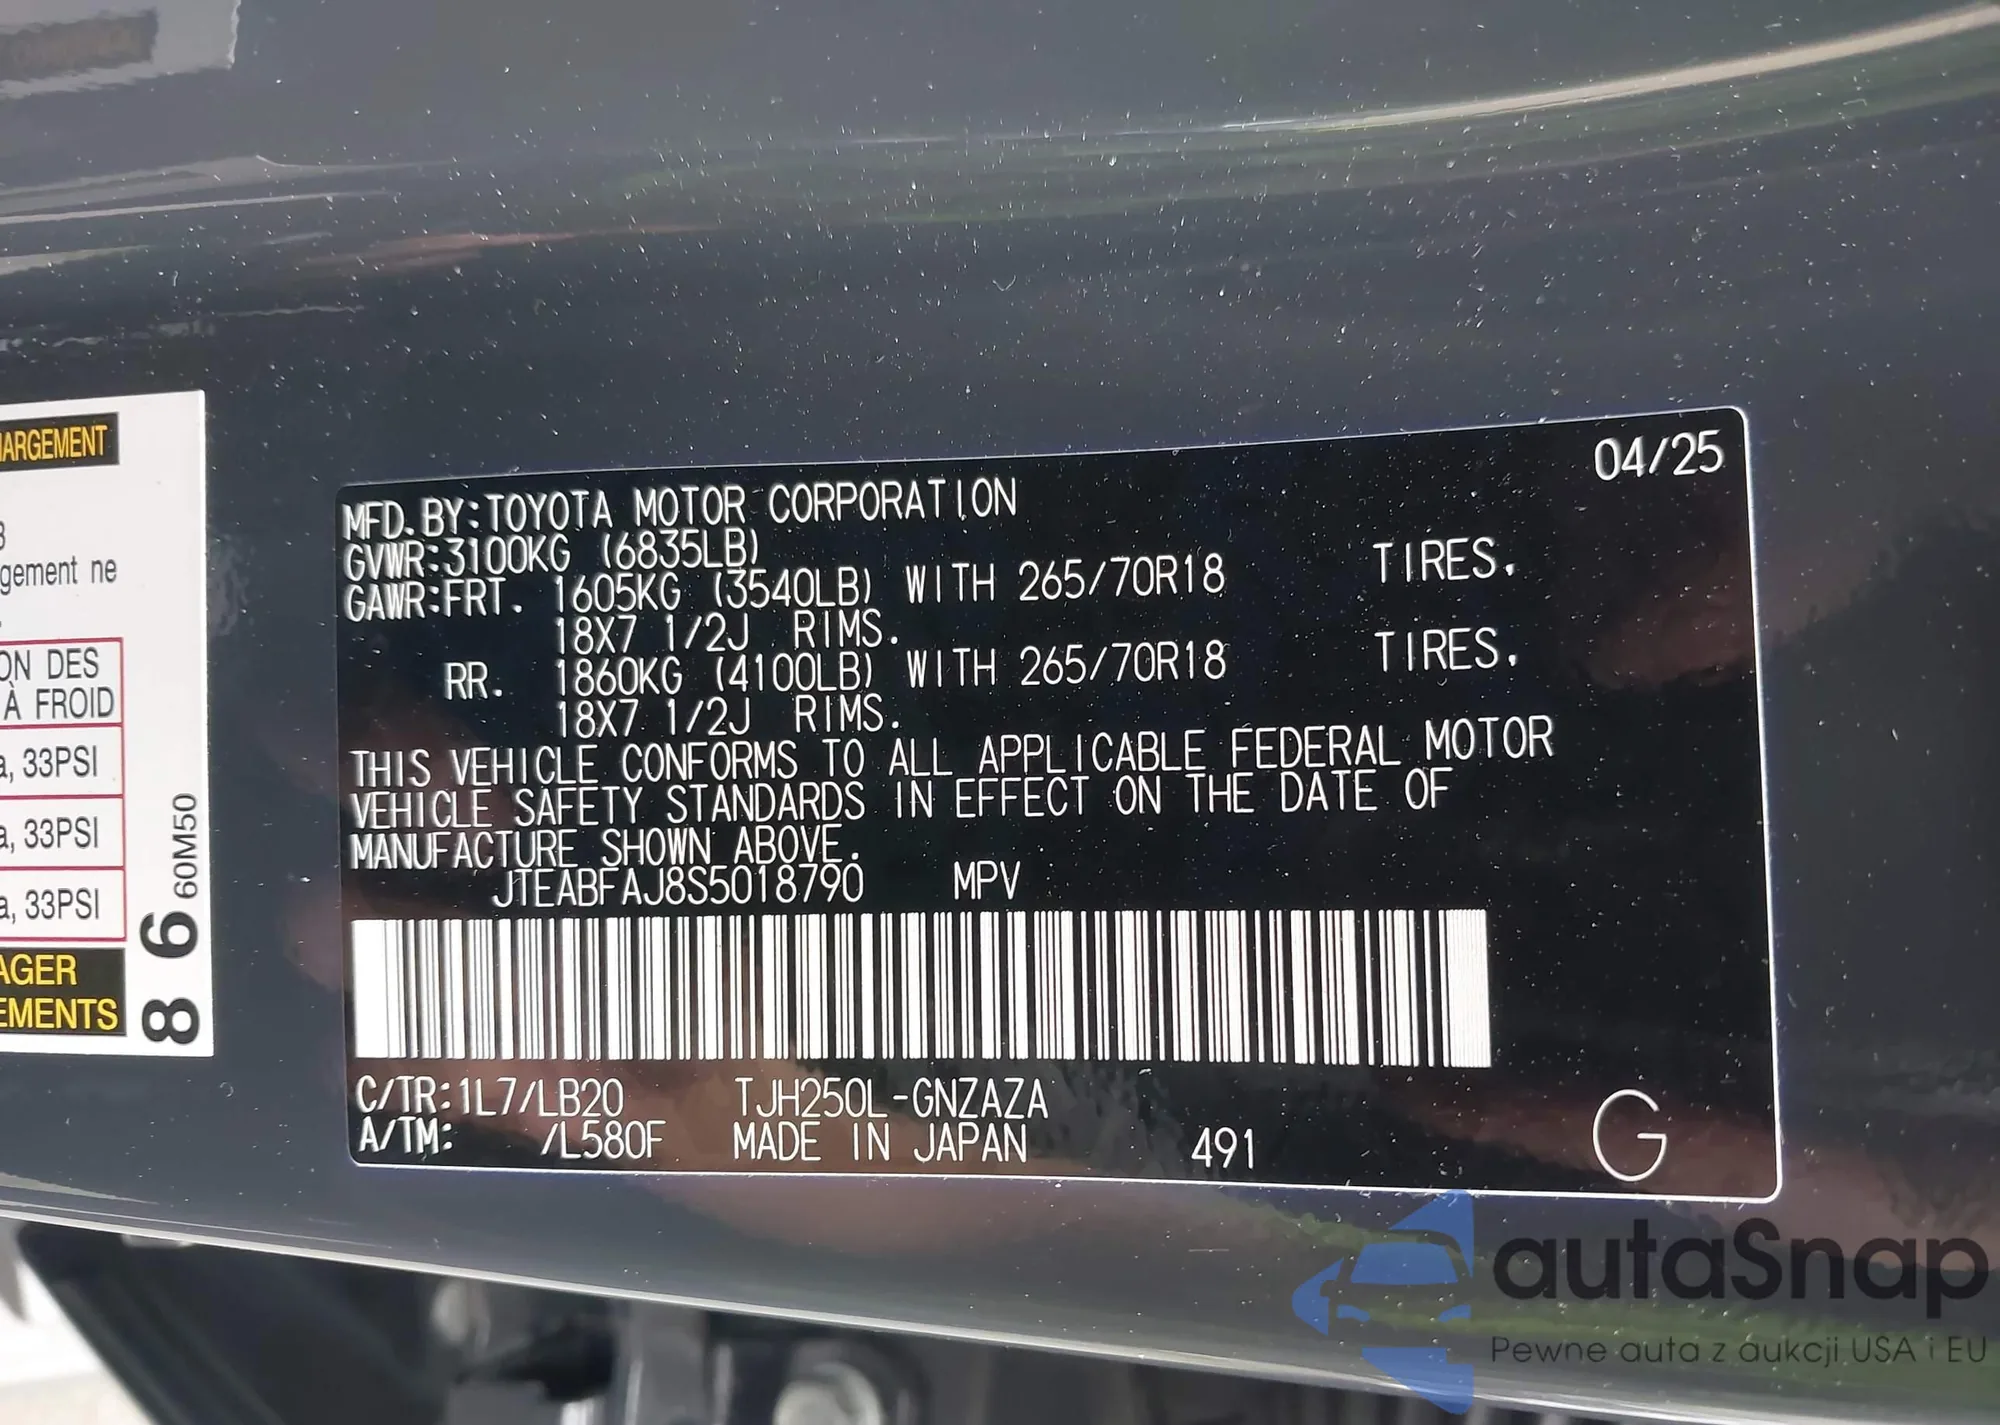 04/25
MFD.BY:TOYOTA MOTOR CORPORATION
GVWR:3100KG (6835LB)
GAWR:FRT. 1605KG (3540LB) WITH 265/70R18 TIRES.
18X7 1/2J RIMS.
RR. 1860KG (4100LB) WITH 265/70R18 TIRES.
18X7 1/2J RIMS.
THIS VEHICLE CONFORMS TO ALL APPLICABLE FEDERAL MOTOR
VEHICLE SAFETY STANDARDS IN EFFECT ON THE DATE OF
MANUFACTURE SHOWN ABOVE.
JTEABFAJ8S5018790 MPV
C/TR:1L7/LB20 TJH250L-GNZAZA
A/TM: /L580F MADE IN JAPAN 491 G
ARGEMENT
gement ne
ON DES
À FROID
a, 33PSI
a, 33PSI
a, 33PSI
AGER
EMENTS
86 60M50
autaSnap
Pewne auta z aukcji USA i EU